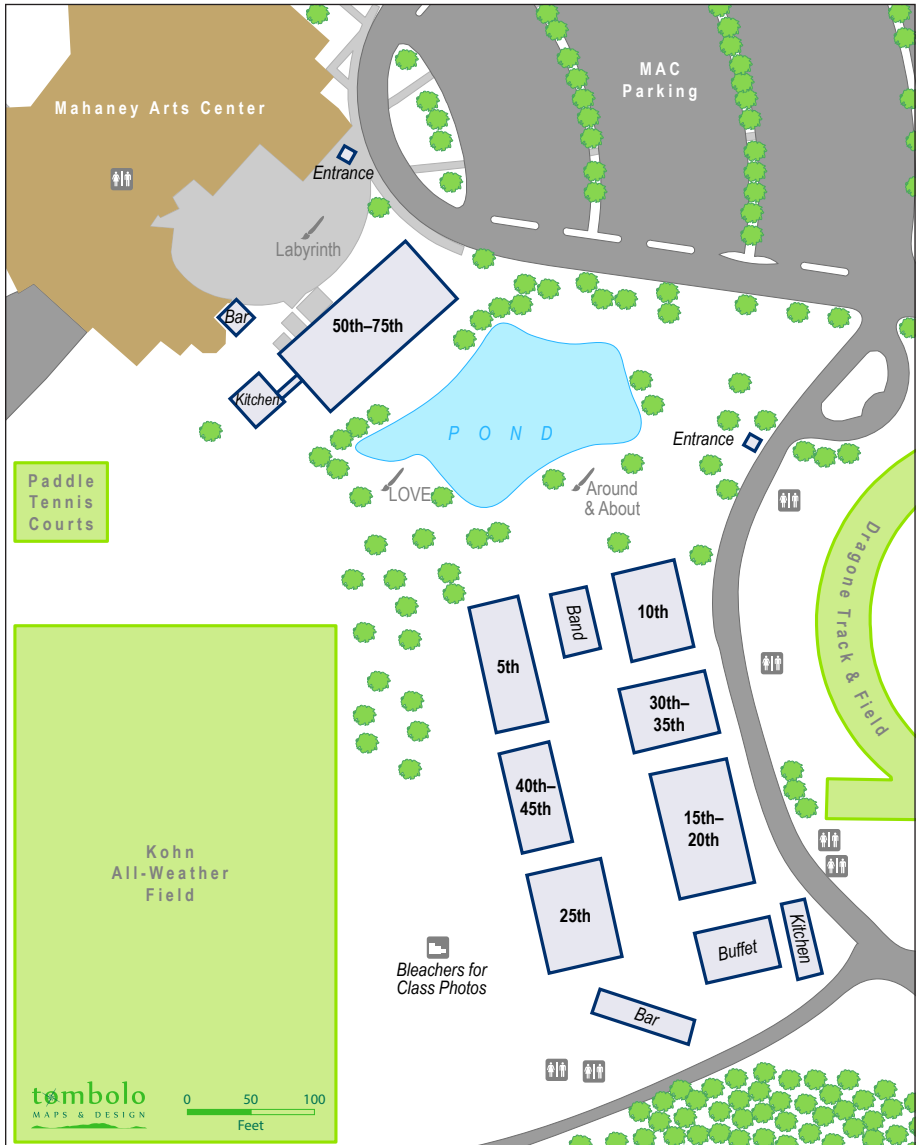 MAC
Parking
Mahaney Arts Center
Entrance
Labyrinth
Bar
50th–75th
Kitchen
POND
Entrance
LOVE
Around
& About
Paddle
Tennis
Courts
Dragone Track & Field
10th
Band
5th
30th–
35th
40th–
45th
15th–
20th
Kohn
All-Weather
Field
25th
Buffet
Kitchen
Bleachers for
Class Photos
Bar
tombolo
MAPS & DESIGN
0 50 100
Feet